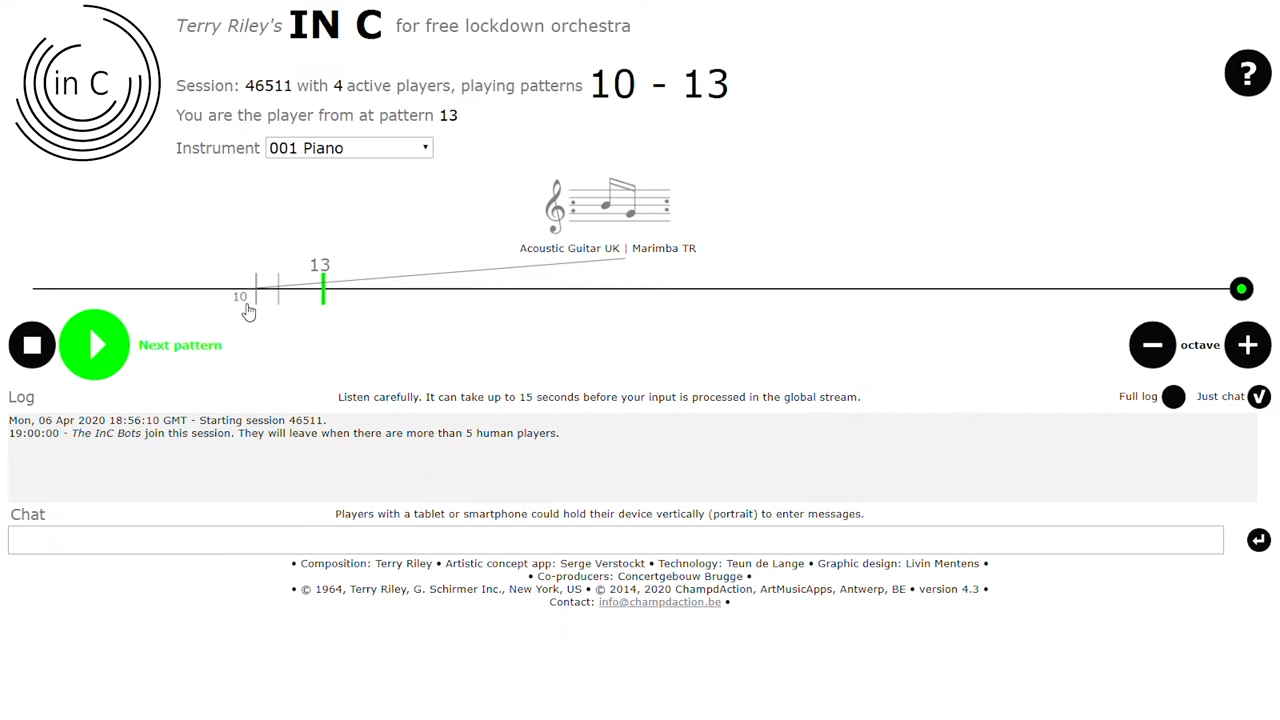 in C
Terry Riley's IN C for free lockdown orchestra
?
Session: 46511 with 4 active players, playing patterns 10 - 13
You are the player from at pattern 13
Instrument 001 Piano
Acoustic Guitar UK | Marimba TR
13
10
Next pattern
octave
Log
Listen carefully. It can take up to 15 seconds before your input is processed in the global stream.
Full log
Just chat
Mon, 06 Apr 2020 18:56:10 GMT - Starting session 46511.
19:00:00 - The InC Bots join this session. They will leave when there are more than 5 human players.
Chat
Players with a tablet or smartphone could hold their device vertically (portrait) to enter messages.
• Composition: Terry Riley • Artistic concept app: Serge Verstockt • Technology: Teun de Lange • Graphic design: Livin Mentens •
• Co-producers: Concertgebouw Brugge •
• © 1964, Terry Riley, G. Schirmer Inc., New York, US • © 2014, 2020 ChampdAction, ArtMusicApps, Antwerp, BE • version 4.3 •
Contact: info@champdaction.be •